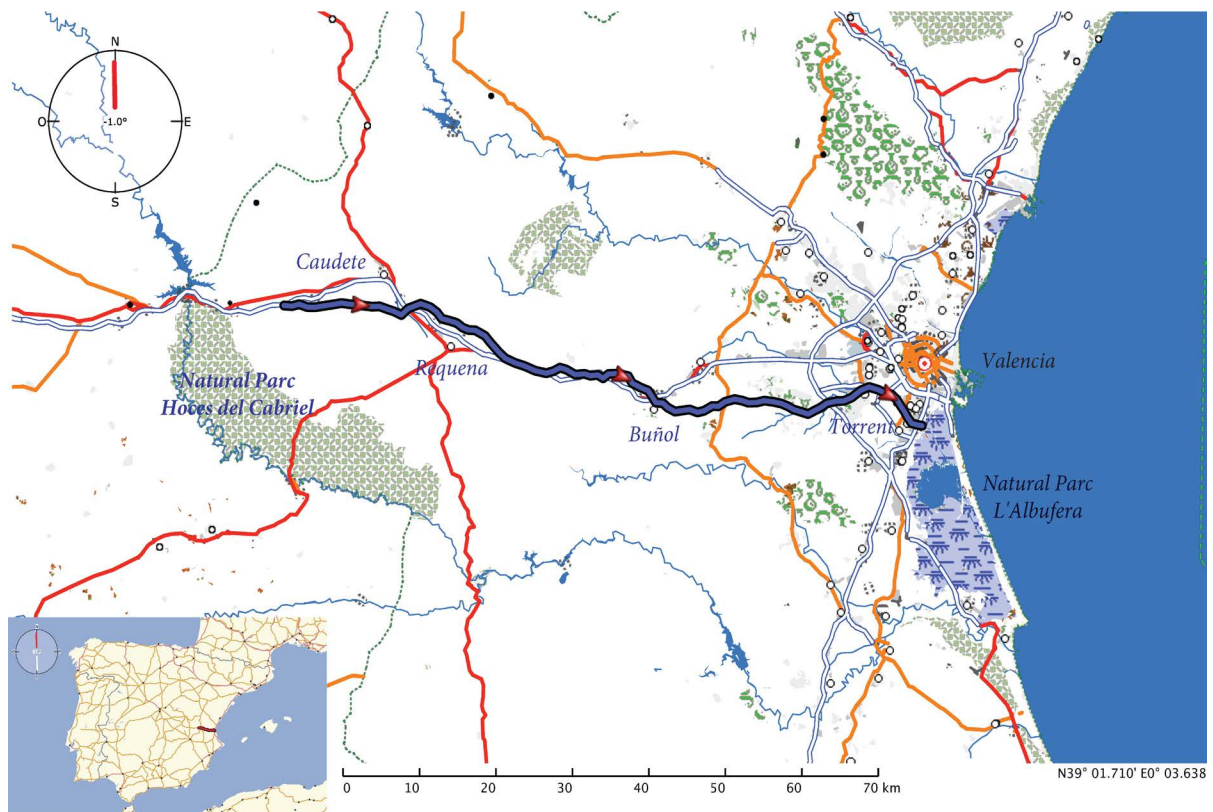 N
O
-1.0°
E
S
Caudete
Requena
Natural Parc
Hoces del Cabriel
Buñol
Torrent
Valencia
Natural Parc
L'Albufera
0 10 20 30 40 50 60 70 km
N39° 01.710' E0° 03.638